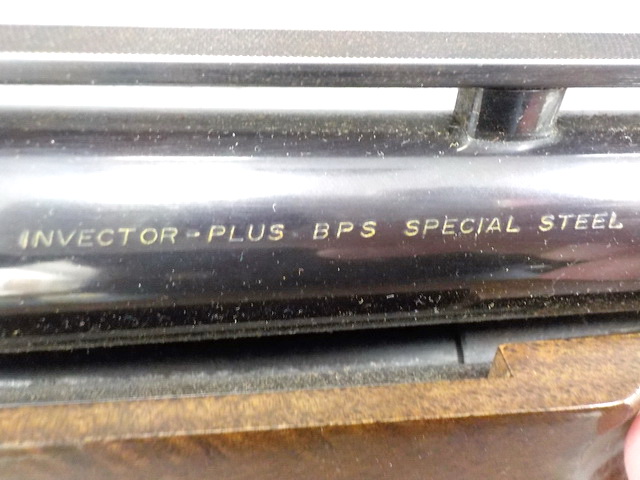 INVECTOR-PLUS BPS SPECIAL STEEL